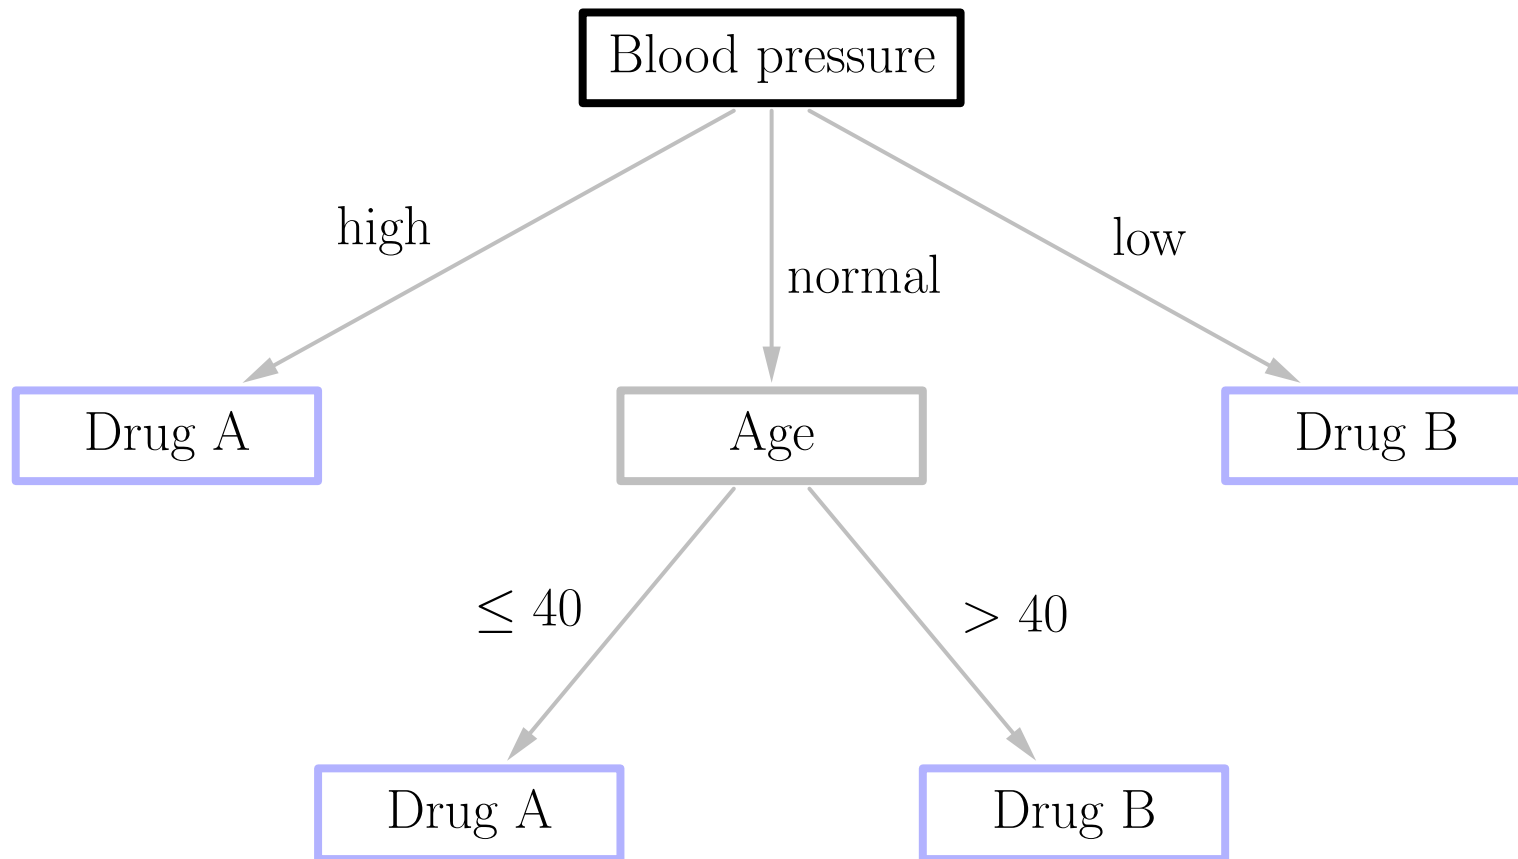 Blood pressure
high
normal
low
Drug A
Age
Drug B
≤ 40
> 40
Drug A
Drug B